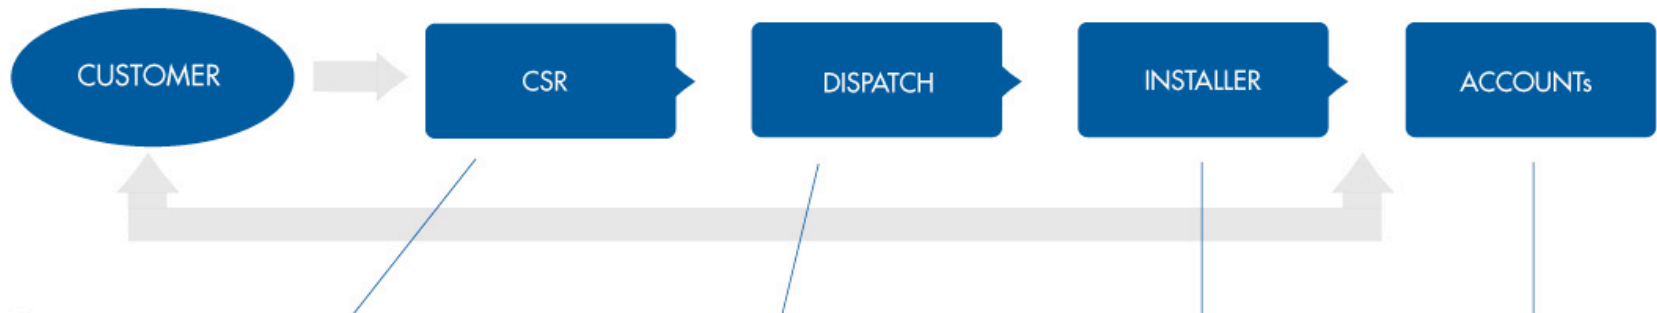 CUSTOMER
CSR
DISPATCH
INSTALLER
ACCOUNTs